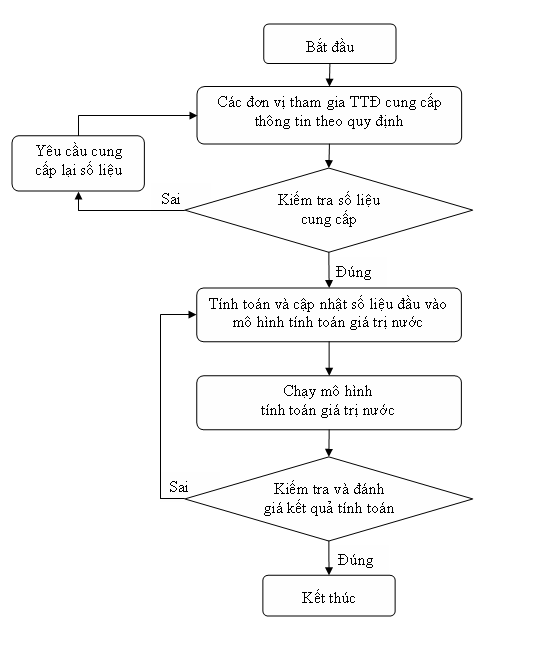 Bắt đầu
Các đơn vị tham gia TTĐ cung cấp
thông tin theo quy định
Yêu cầu cung
cấp lại số liệu
Sai
Kiểm tra số liệu
cung cấp
Đúng
Tính toán và cập nhật số liệu đầu vào
mô hình tính toán giá trị nước
Chạy mô hình
tính toán giá trị nước
Sai
Kiểm tra và đánh
giá kết quả tính toán
Đúng
Kết thúc